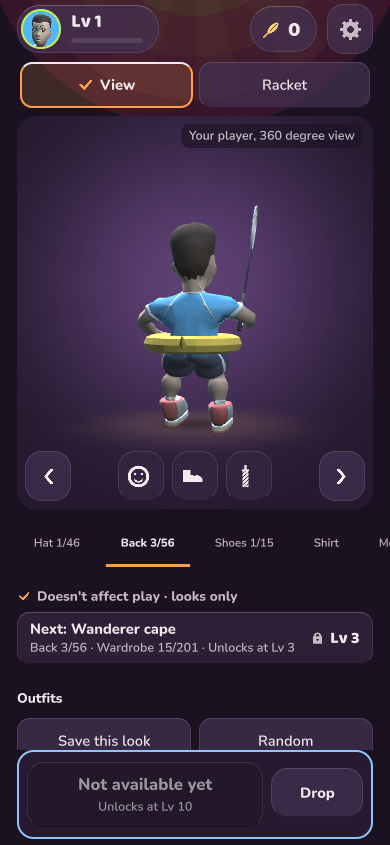 Lv 1
0
View
Racket
Your player, 360 degree view
Hat 1/46
Back 3/56
Shoes 1/15
Shirt
Doesn't affect play · looks only
Next: Wanderer cape
Back 3/56 · Wardrobe 15/201 · Unlocks at Lv 3
Lv 3
Outfits
Save this look
Random
Not available yet
Unlocks at Lv 10
Drop